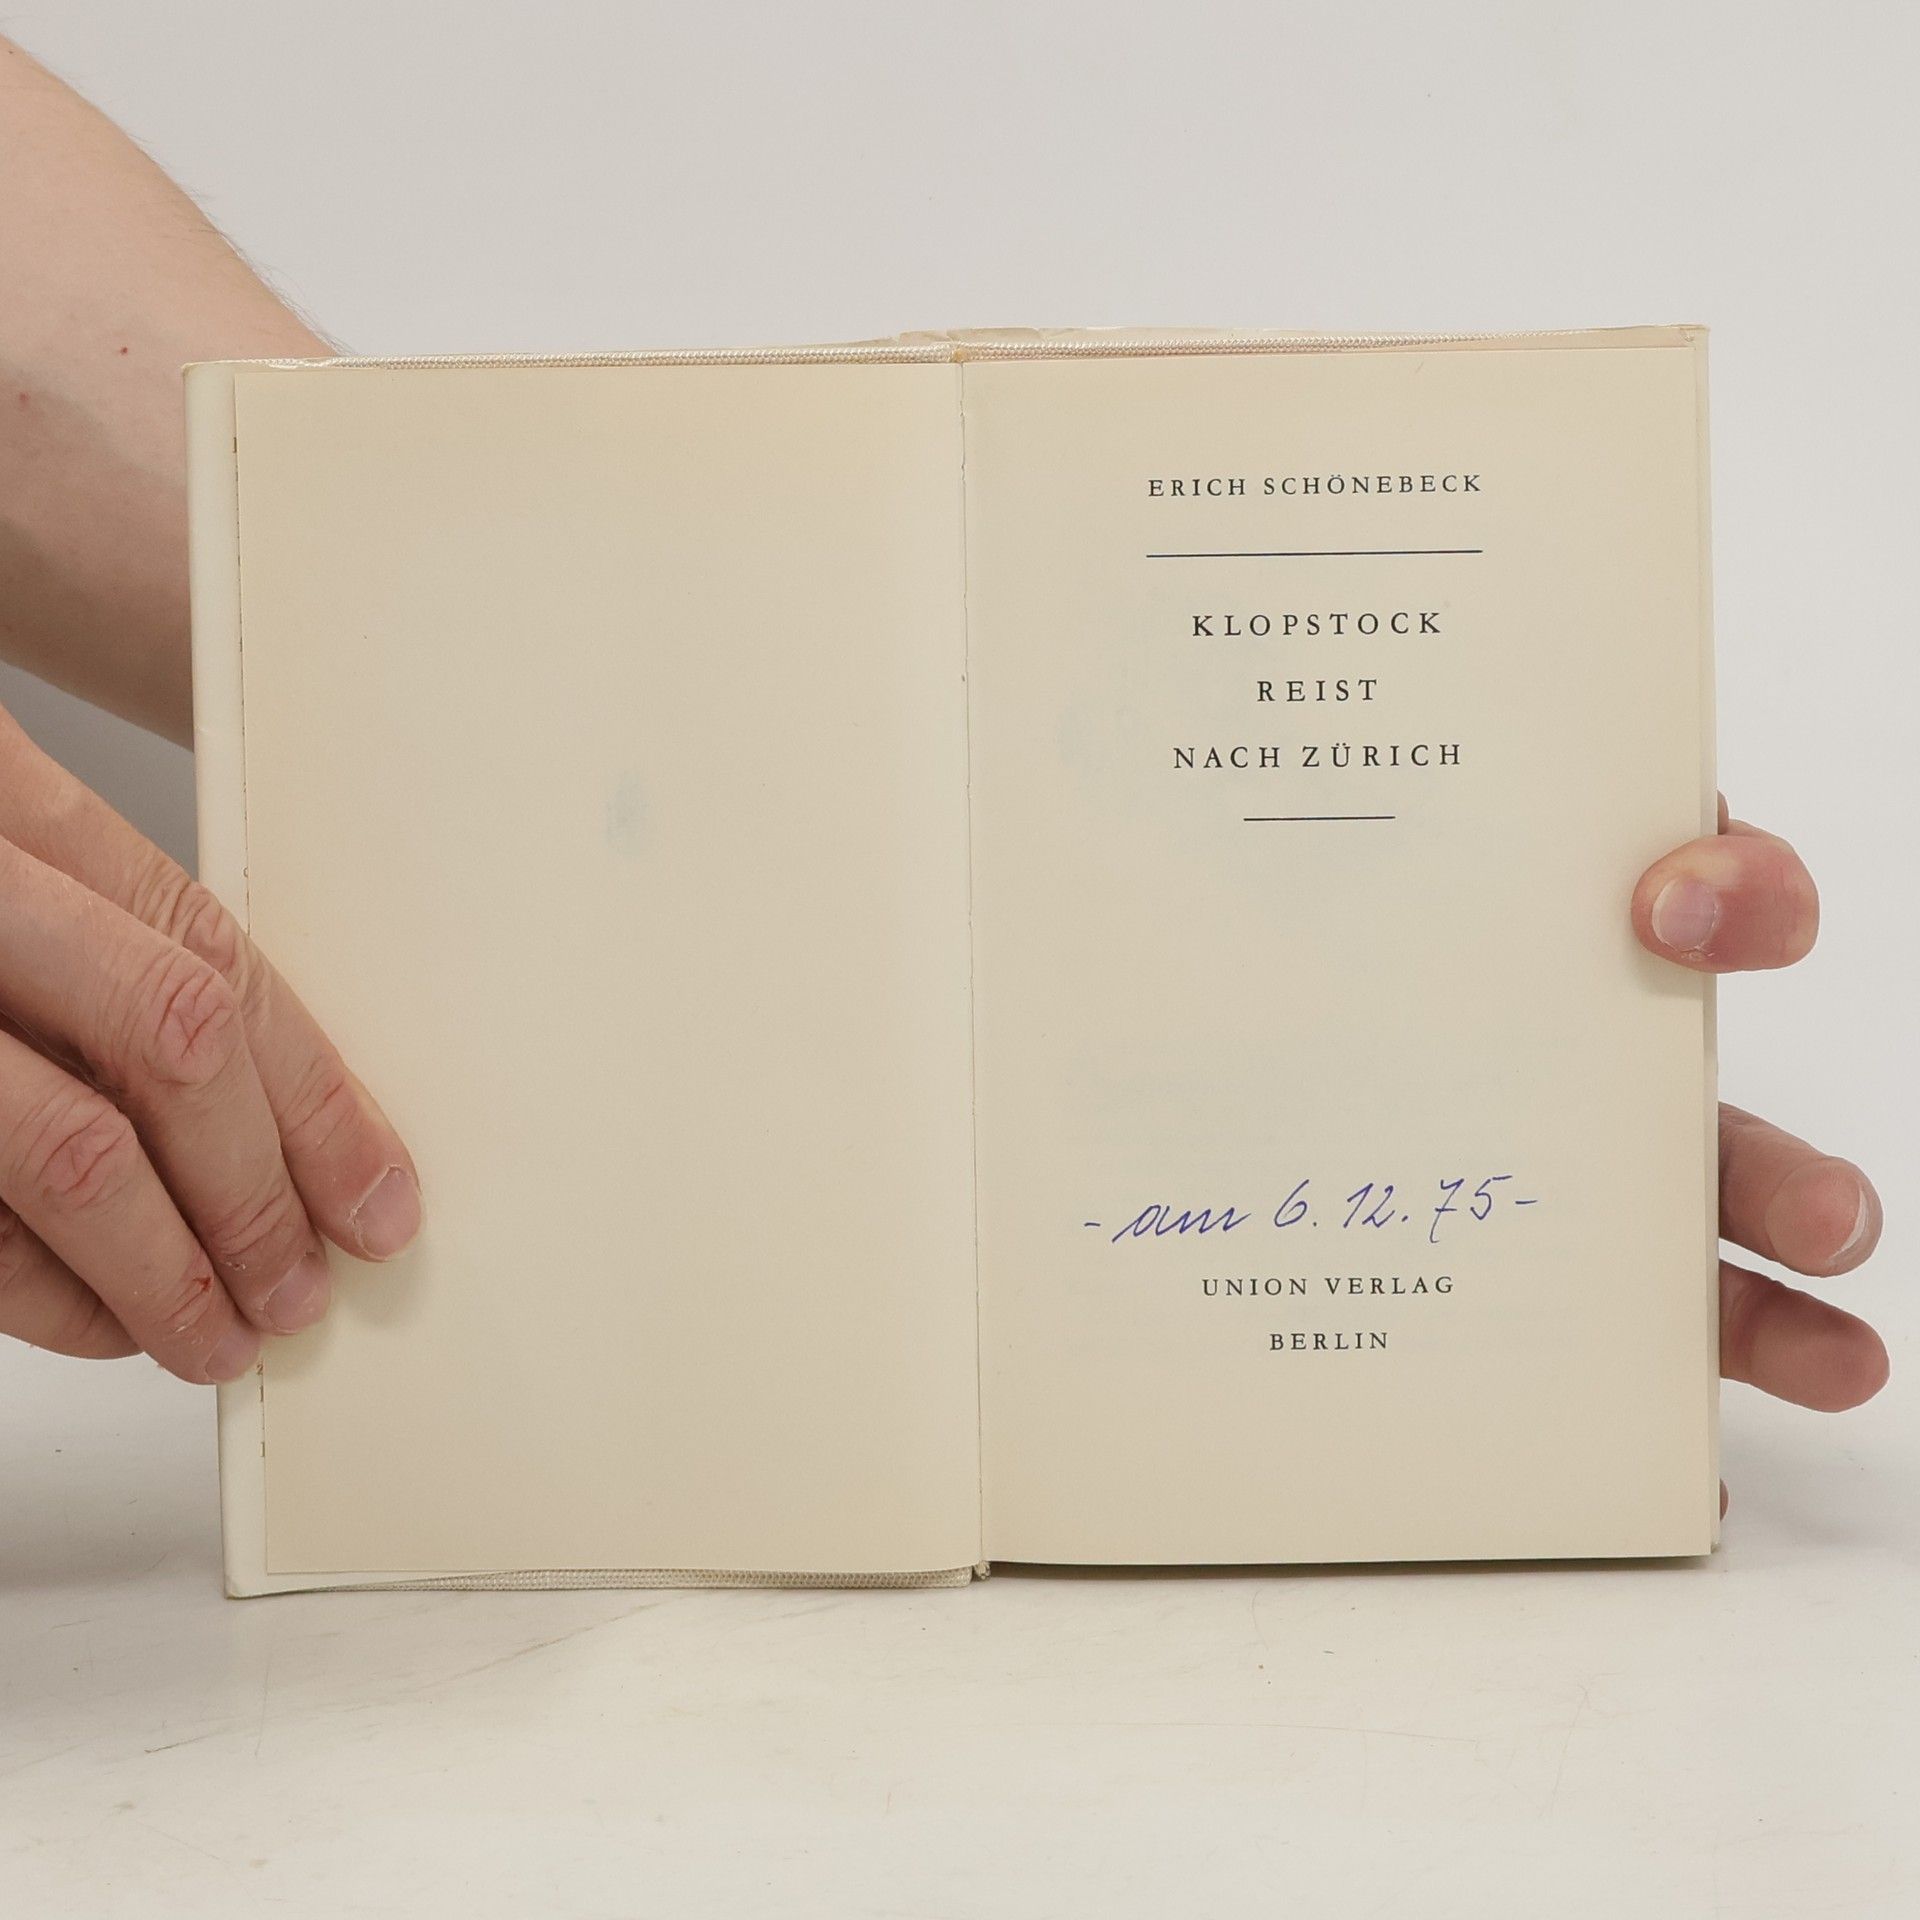 ERICH SCHÖNEBECK
KLOPSTOCK
REIST
NACH ZÜRICH
- am 6. 12. 75 -
UNION VERLAG
BERLIN